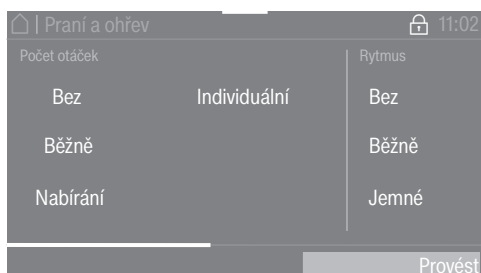 | Praní a ohřev 11:02
Počet otáček Rytmus
Bez Individuální Bez
Běžně Běžně
Nabírání Jemné
Provést